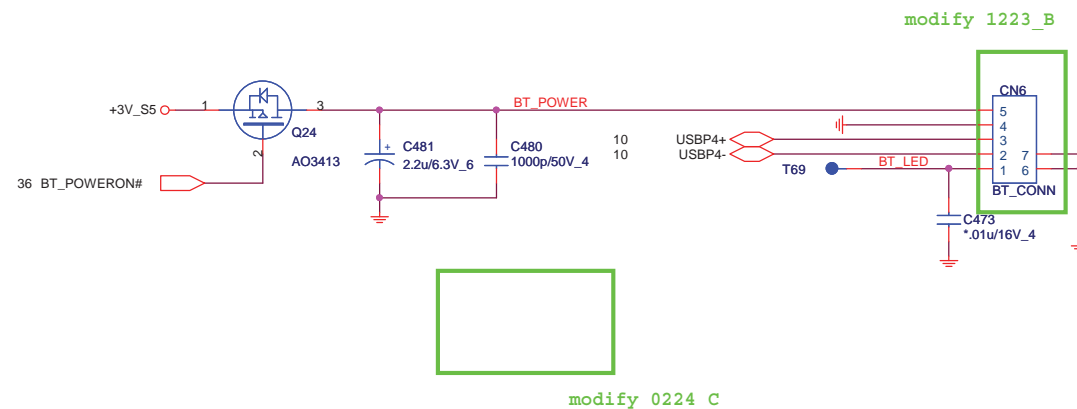 modify 1223_B
+3V_S5
1
3
2
Q24
AO3413
36 BT_POWERON#
BT_POWER
+
C481
2.2u/6.3V_6
C480
1000p/50V_4
10 USBP4+
10 USBP4-
T69
BT_LED
CN6
5
4
3
2 7
1 6
BT_CONN
C473
*.01u/16V_4
modify 0224 C